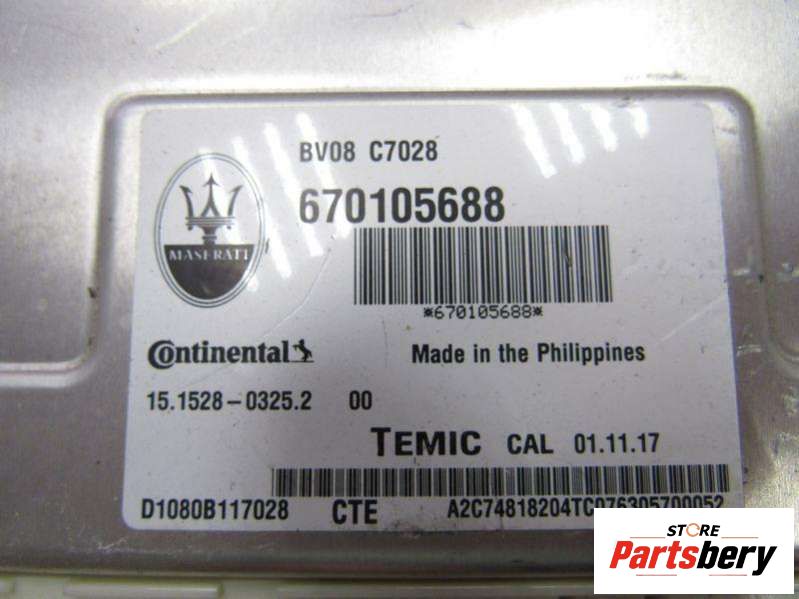 BV08 C7028
670105688
MASERATI
*670105688*
Continental
Made in the Philippines
15.1528-0325.2 00
TEMIC CAL 01.11.17
D1080B117028 CTE A2C74818204TC076305700052
STORE
Partsbery